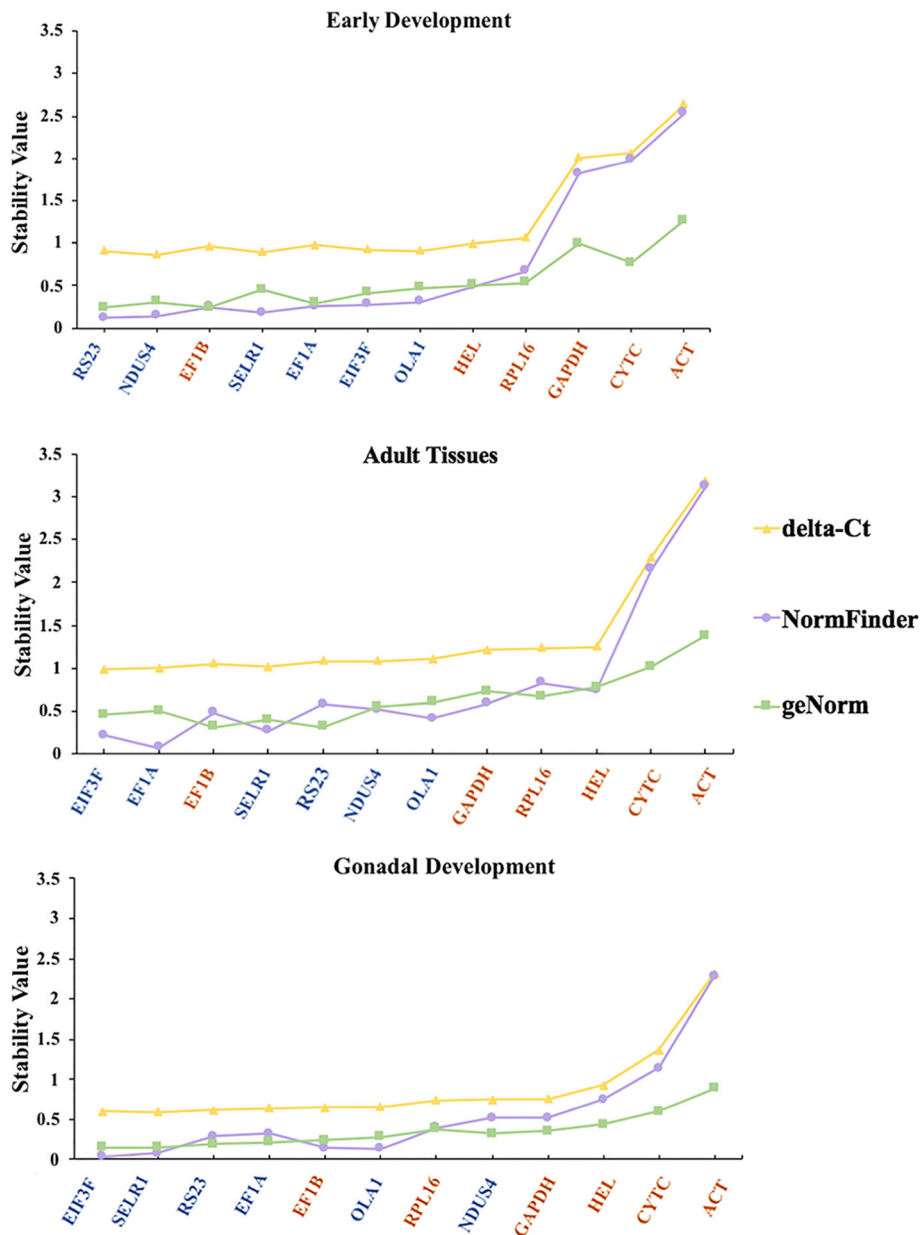 Early Development
Stability Value
3.5
3
2.5
2
1.5
1
0.5
0
RS23 NDUS4 EF1B SELR1 EF1A EIF3F OLA1 HEL RPL16 GAPDH CYTC ACT
Adult Tissues
Stability Value
3.5
3
2.5
2
1.5
1
0.5
0
EIF3F EF1A EF1B SELR1 RS23 NDUS4 OLA1 GAPDH RPL16 HEL CYTC ACT
delta-Ct
NormFinder
geNorm
Gonadal Development
Stability Value
3.5
3
2.5
2
1.5
1
0.5
0
EIF3F SELR1 RS23 EF1A EF1B OLA1 RPL16 NDUS4 GAPDH HEL CYTC ACT